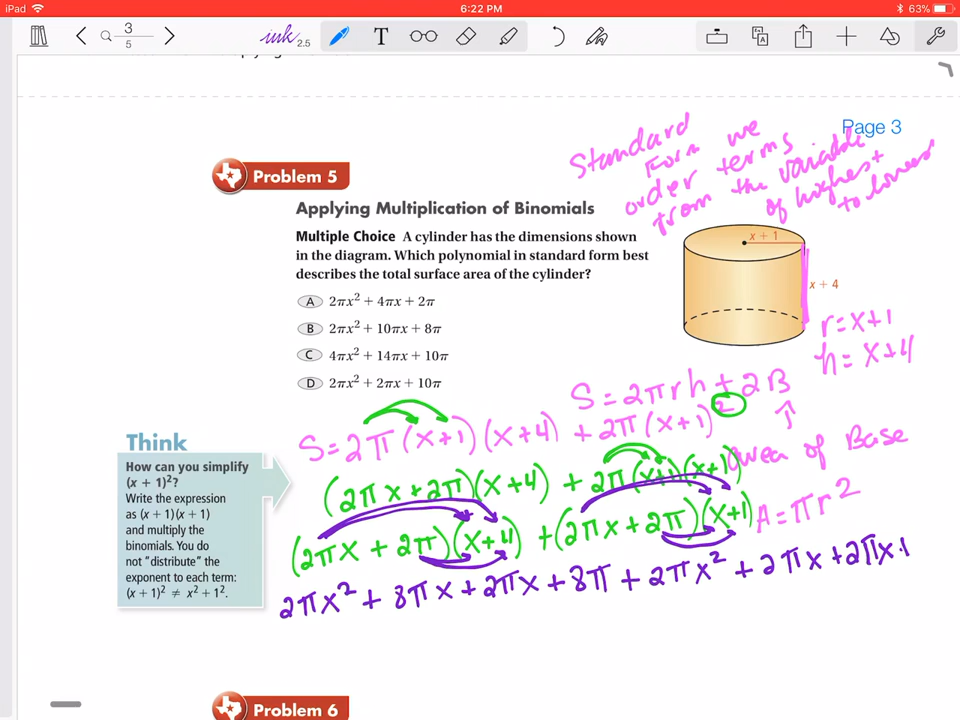 iPad 6:22 PM 63%
3
5
ink 2.5 T
Page 3
Standard
Form we
order terms
from the variable
of highest
to lowest
Problem 5
Applying Multiplication of Binomials
Multiple Choice A cylinder has the dimensions shown
in the diagram. Which polynomial in standard form best
describes the total surface area of the cylinder?
x + 1
x + 4
A 2πx² + 4πx + 2π
B 2πx² + 10πx + 8π
C 4πx² + 14πx + 10π
D 2πx² + 2πx + 10π
r=x+1
h=x+4
S=2πrh+2B
S=2π(x+1)(x+4)+2π(x+1)²
area of Base
A=πr²
(2πx+2π)(x+4)+2π(x+1)(x+1)
(2πx+2π)(x+4)+(2πx+2π)(x+1)
2πx²+8πx+2πx+8π+2πx²+2πx+2πx·1
Think
How can you simplify
(x + 1)²?
Write the expression
as (x + 1)(x + 1)
and multiply the
binomials. You do
not "distribute" the
exponent to each term:
(x + 1)² ≠ x² + 1².
Problem 6